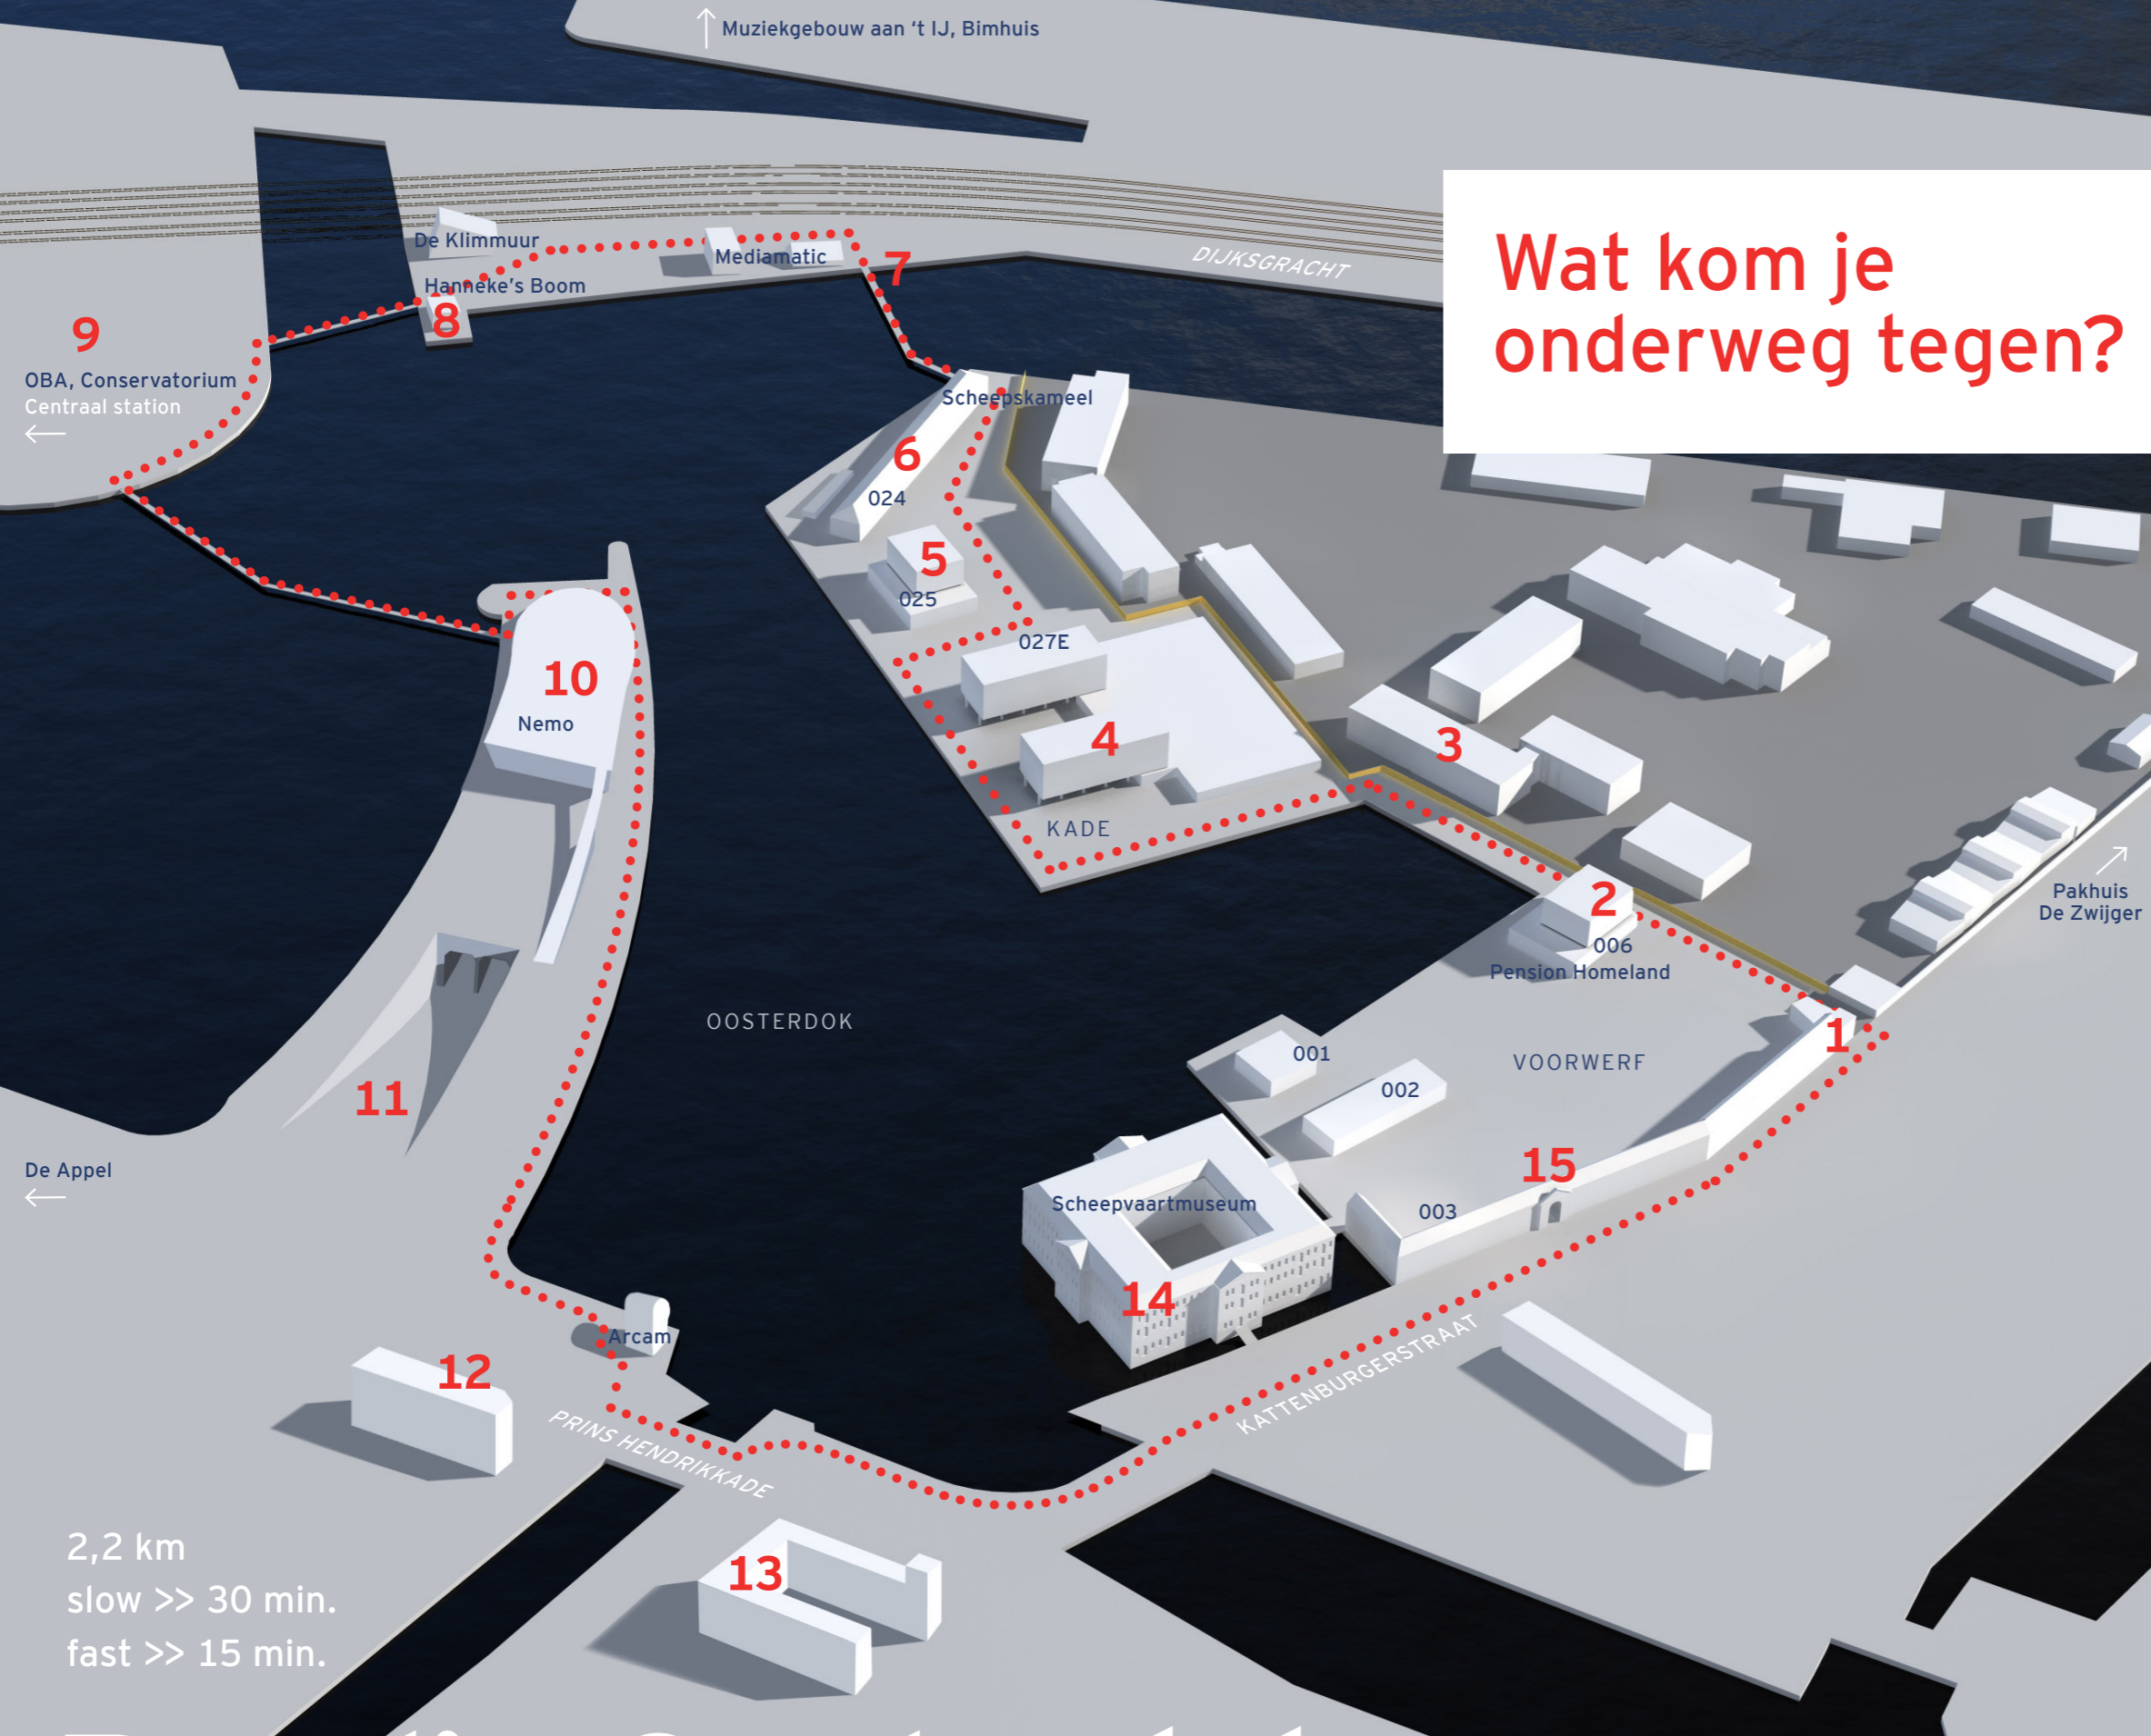 Muziekgebouw aan ‘t IJ, Bimhuis
Wat kom je
onderweg tegen?
De Klimmuur
Mediamatic
7
DIJKSGRACHT
Hanneke’s Boom
8
9
OBA, Conservatorium
Centraal station
Scheepskameel
6
024
5
025
027E
4
3
KADE
10
Nemo
2
006
Pension Homeland
Pakhuis
De Zwijger
OOSTERDOK
1
001
VOORWERF
002
11
De Appel
15
Scheepvaartmuseum
003
14
Arcam
12
KATTENBURGERSTRAAT
PRINS HENDRIKKADE
13
2,2 km
slow >> 30 min.
fast >> 15 min.